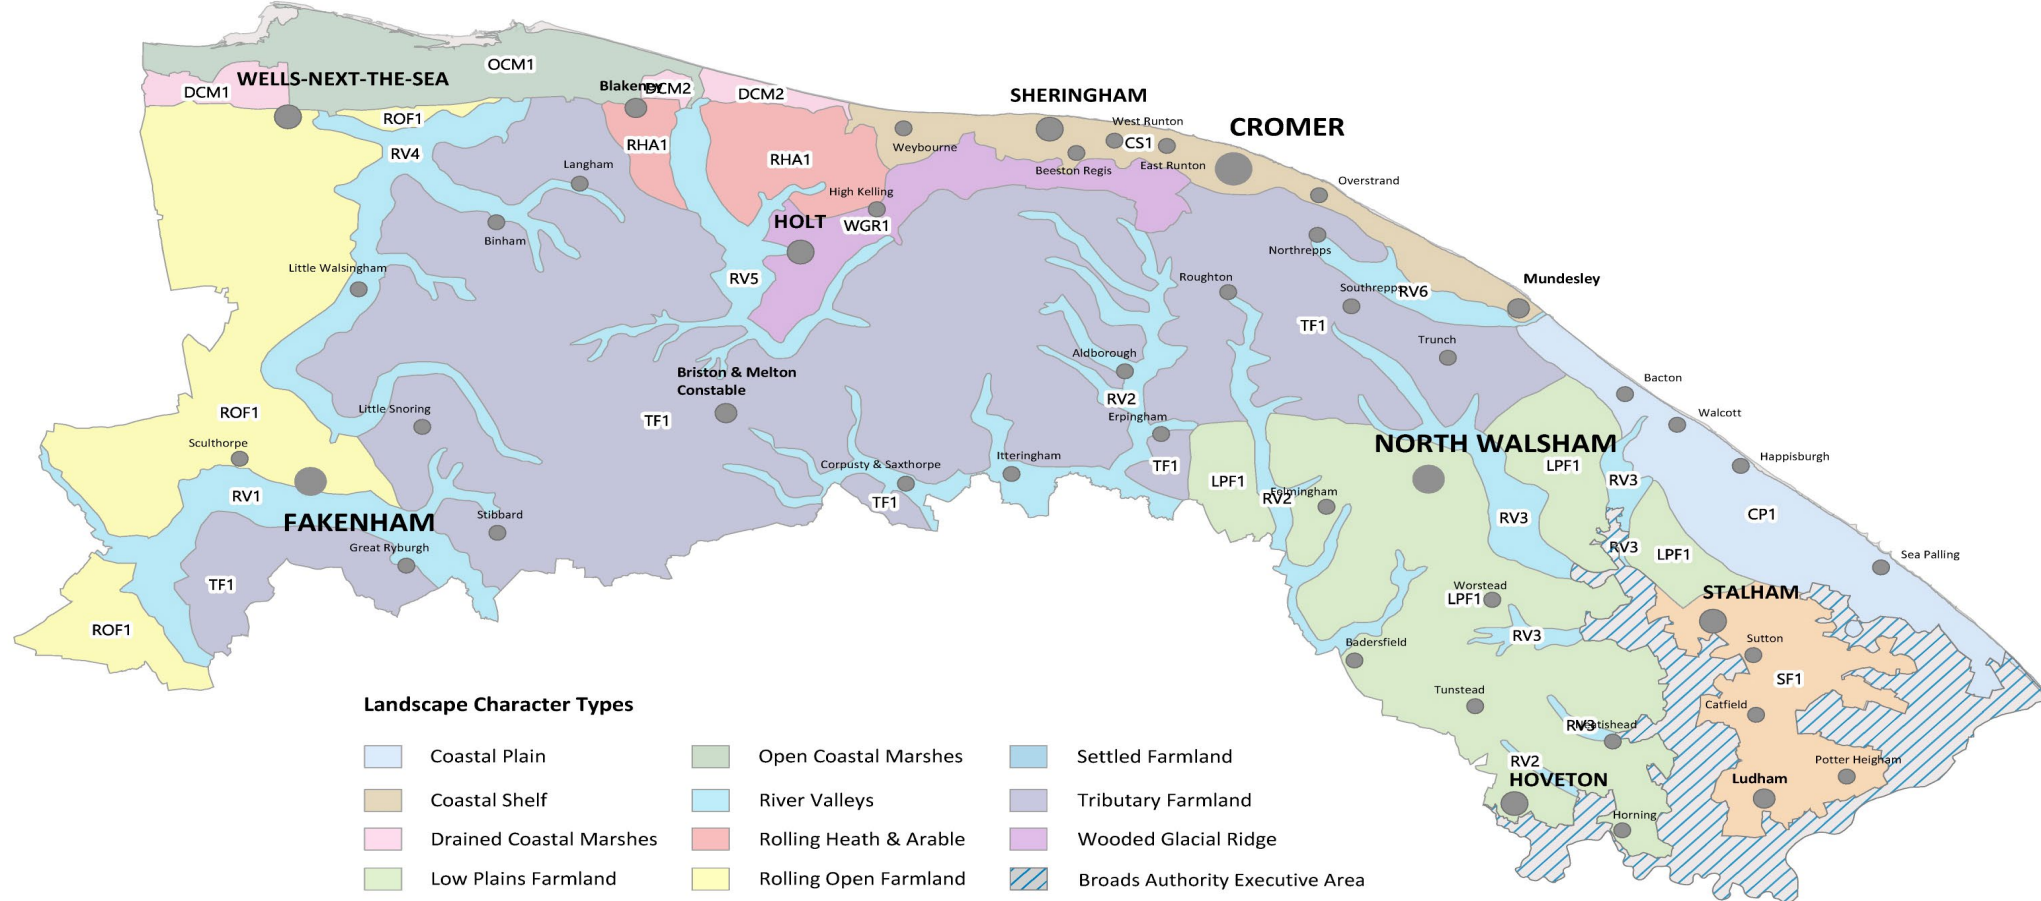 OCM1
WELLS-NEXT-THE-SEA
DCM1
Blakeney
DCM2
DCM2
SHERINGHAM
CROMER
ROF1
RV4
RHA1
RHA1
Langham
Weybourne
West Runton
CS1
Beeston Regis
East Runton
Overstrand
High Kelling
HOLT
WGR1
Binham
Little Walsingham
RV5
Northrepps
Roughton
Southrepps
RV6
Mundesley
TF1
Trunch
Aldborough
Briston & Melton
Constable
RV2
Erpingham
Bacton
Walcott
ROF1
Little Snoring
TF1
Sculthorpe
NORTH WALSHAM
Happisburgh
Corpusty & Saxthorpe
Itteringham
TF1
LPF1
LPF1
RV3
RV1
TF1
RV2
Felmingham
FAKENHAM
Stibbard
RV3
CP1
Great Ryburgh
RV3
LPF1
Sea Palling
TF1
Worstead
LPF1
STALHAM
ROF1
RV3
Badersfield
Sutton
SF1
Tunstead
Catfield
RV3
Neatishead
RV2
HOVETON
Potter Heigham
Ludham
Horning
Landscape Character Types
Coastal Plain
Open Coastal Marshes
Settled Farmland
Coastal Shelf
River Valleys
Tributary Farmland
Drained Coastal Marshes
Rolling Heath & Arable
Wooded Glacial Ridge
Low Plains Farmland
Rolling Open Farmland
Broads Authority Executive Area